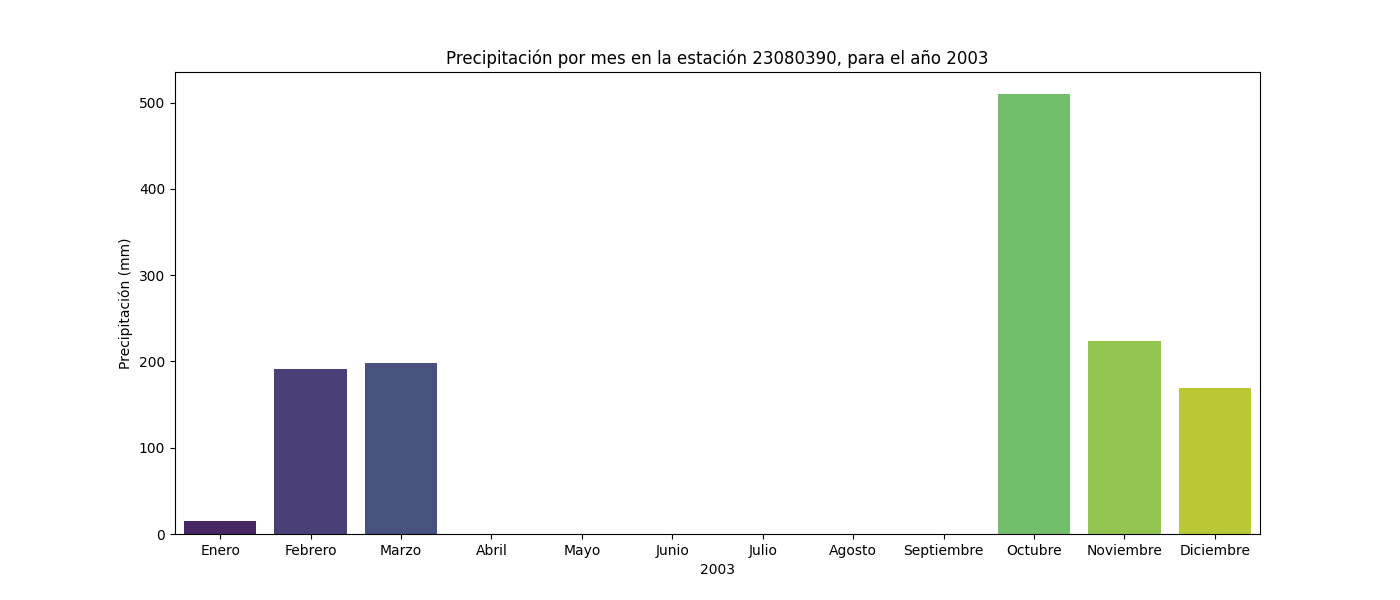 Precipitación por mes en la estación 23080390, para el año 2003
500
400
300
200
100
0
Precipitación (mm)
Enero Febrero Marzo Abril Mayo Junio Julio Agosto Septiembre Octubre Noviembre Diciembre
2003